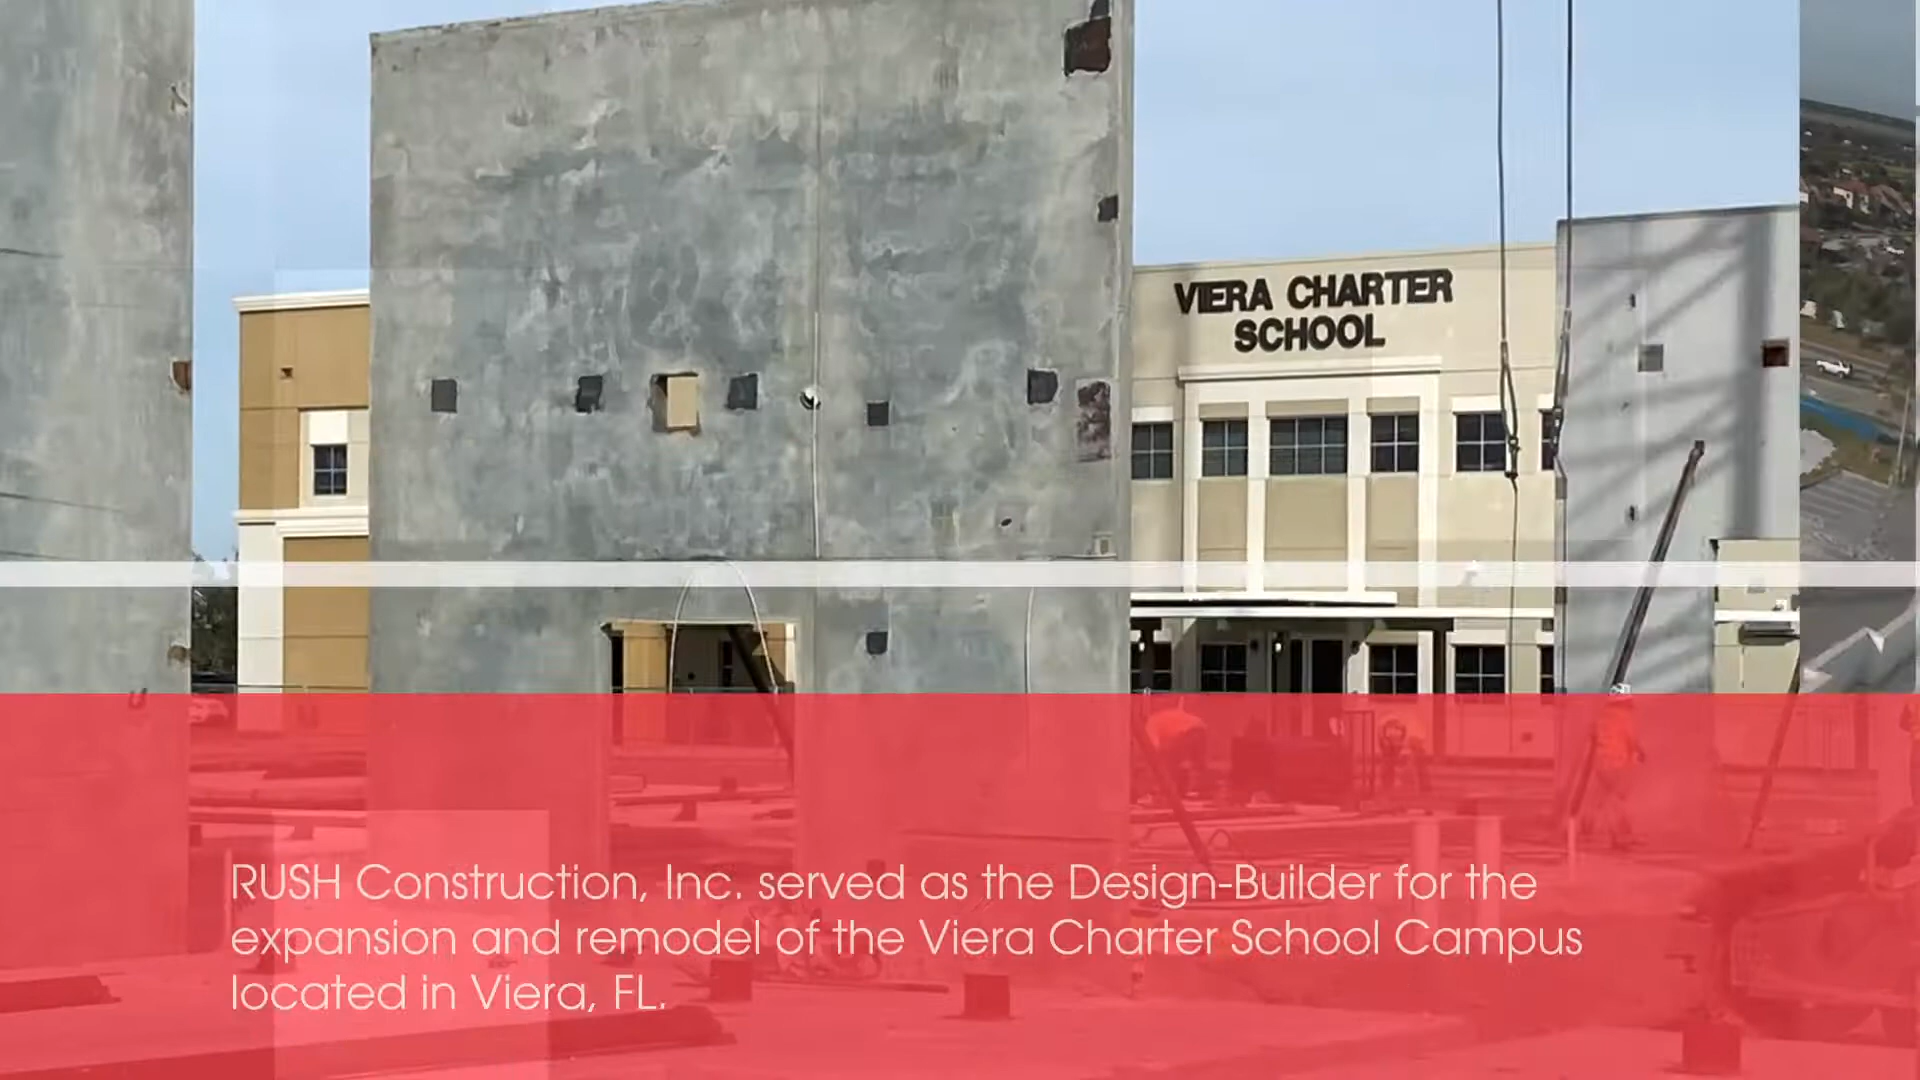 VIERA CHARTER
SCHOOL
RUSH Construction, Inc. served as the Design-Builder for the
expansion and remodel of the Viera Charter School Campus
located in Viera, FL.